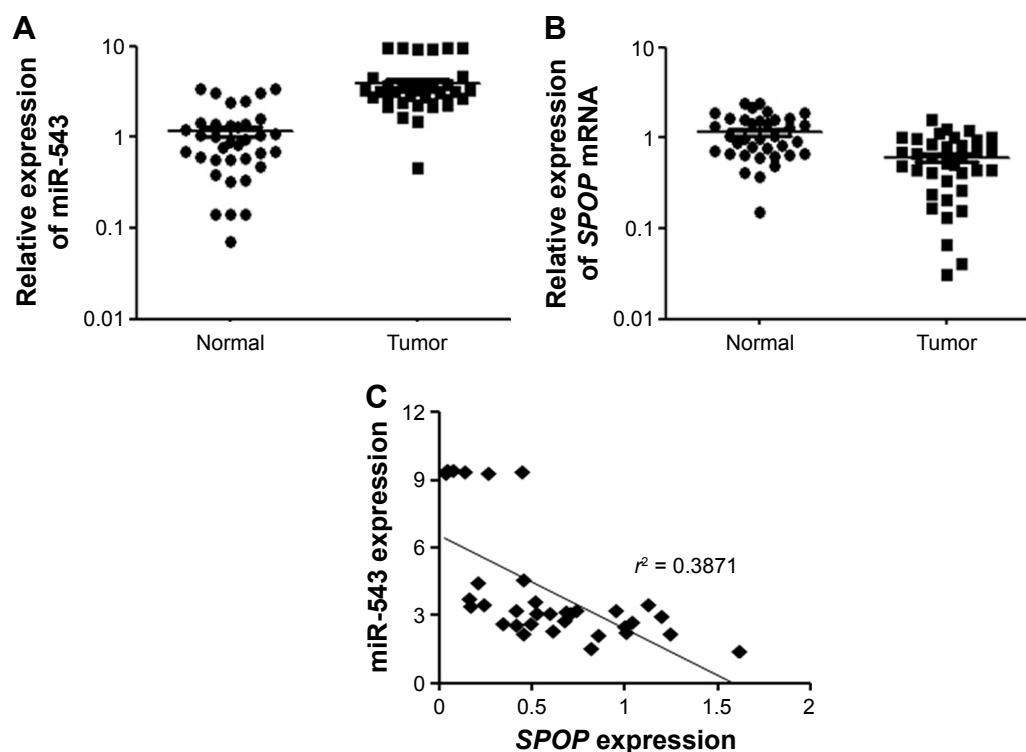 A
Relative expression
of miR-543
10
1
0.1
0.01
Normal
Tumor
B
Relative expression
of SPOP mRNA
10
1
0.1
0.01
Normal
Tumor
C
miR-543 expression
12
9
6
3
0
r² = 0.3871
0
0.5
1
1.5
2
SPOP expression